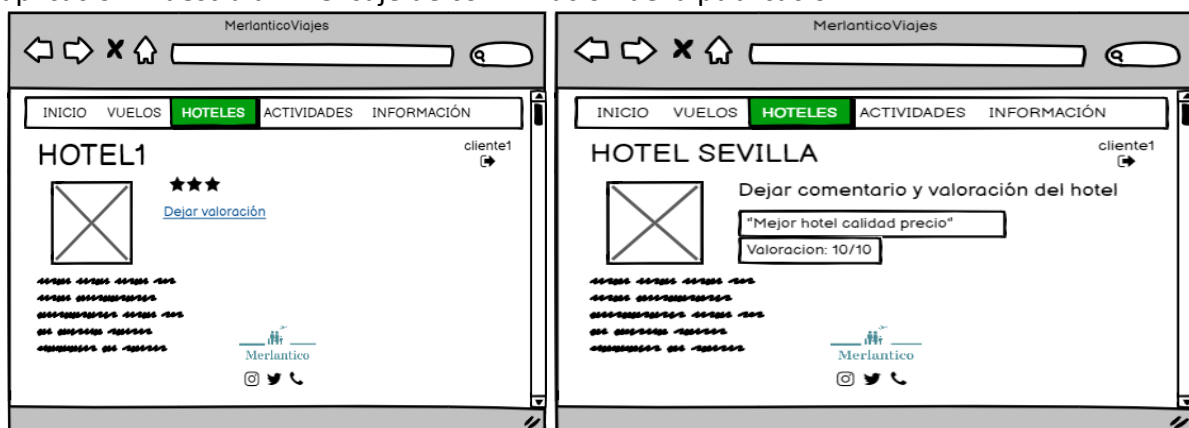 MerlanticoViajes
INICIO VUELOS HOTELES ACTIVIDADES INFORMACIÓN
HOTEL1
cliente1
Dejar valoración
Merlantico
MerlanticoViajes
INICIO VUELOS HOTELES ACTIVIDADES INFORMACIÓN
HOTEL SEVILLA
cliente1
Dejar comentario y valoración del hotel
"Mejor hotel calidad precio"
Valoracion: 10/10
Merlantico